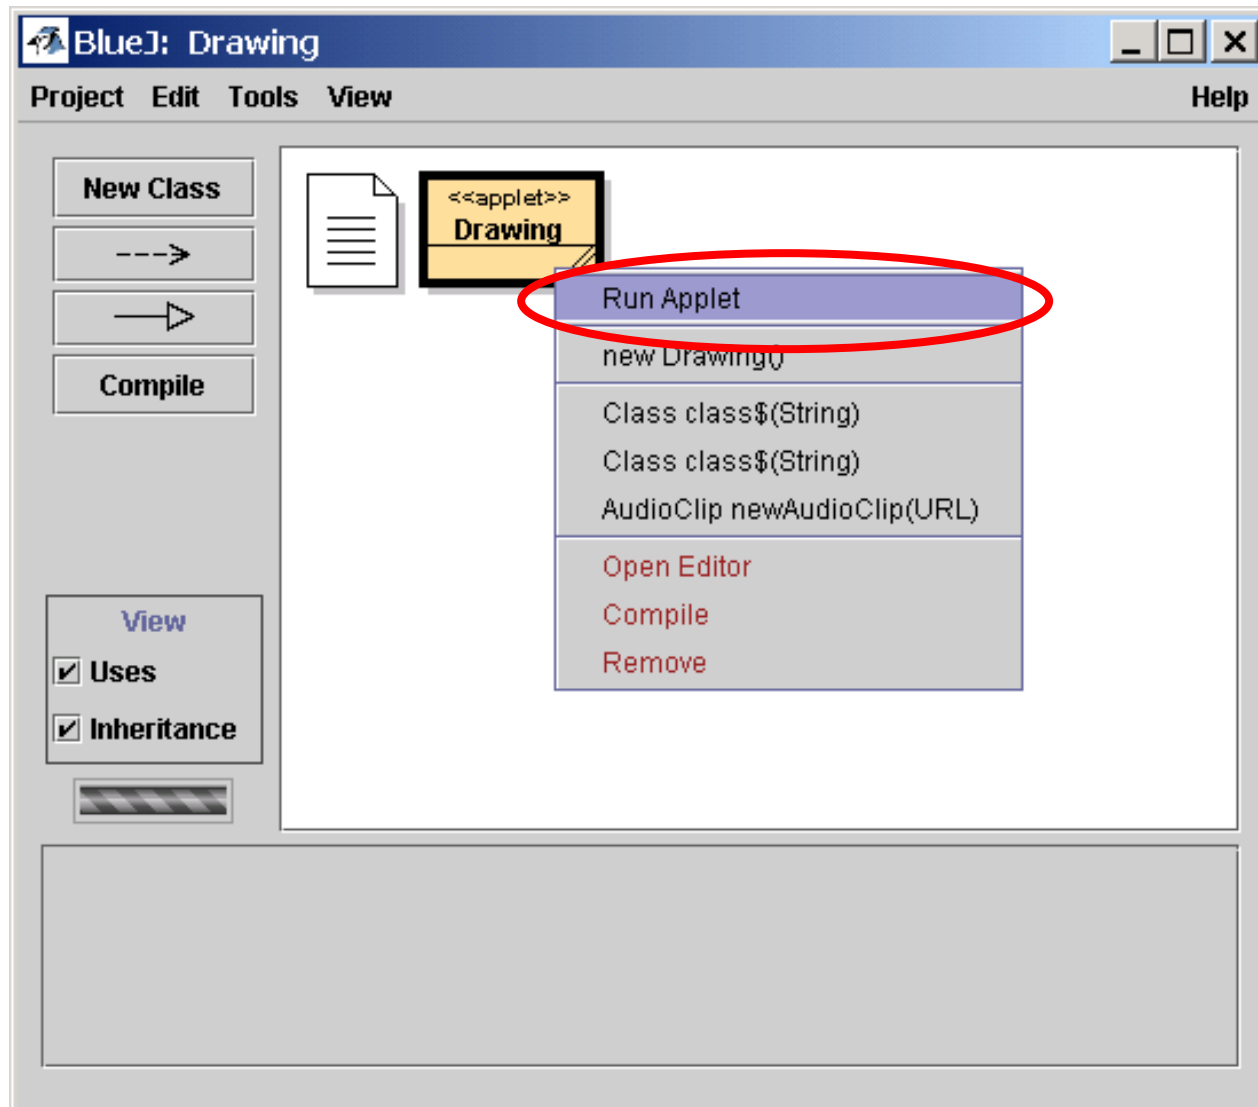 BlueJ: Drawing
Project Edit Tools View Help
New Class
<<applet>>
Drawing
Run Applet
new Drawing()
Compile
Class class$(String)
Class class$(String)
AudioClip newAudioClip(URL)
Open Editor
Compile
Remove
View
Uses
Inheritance